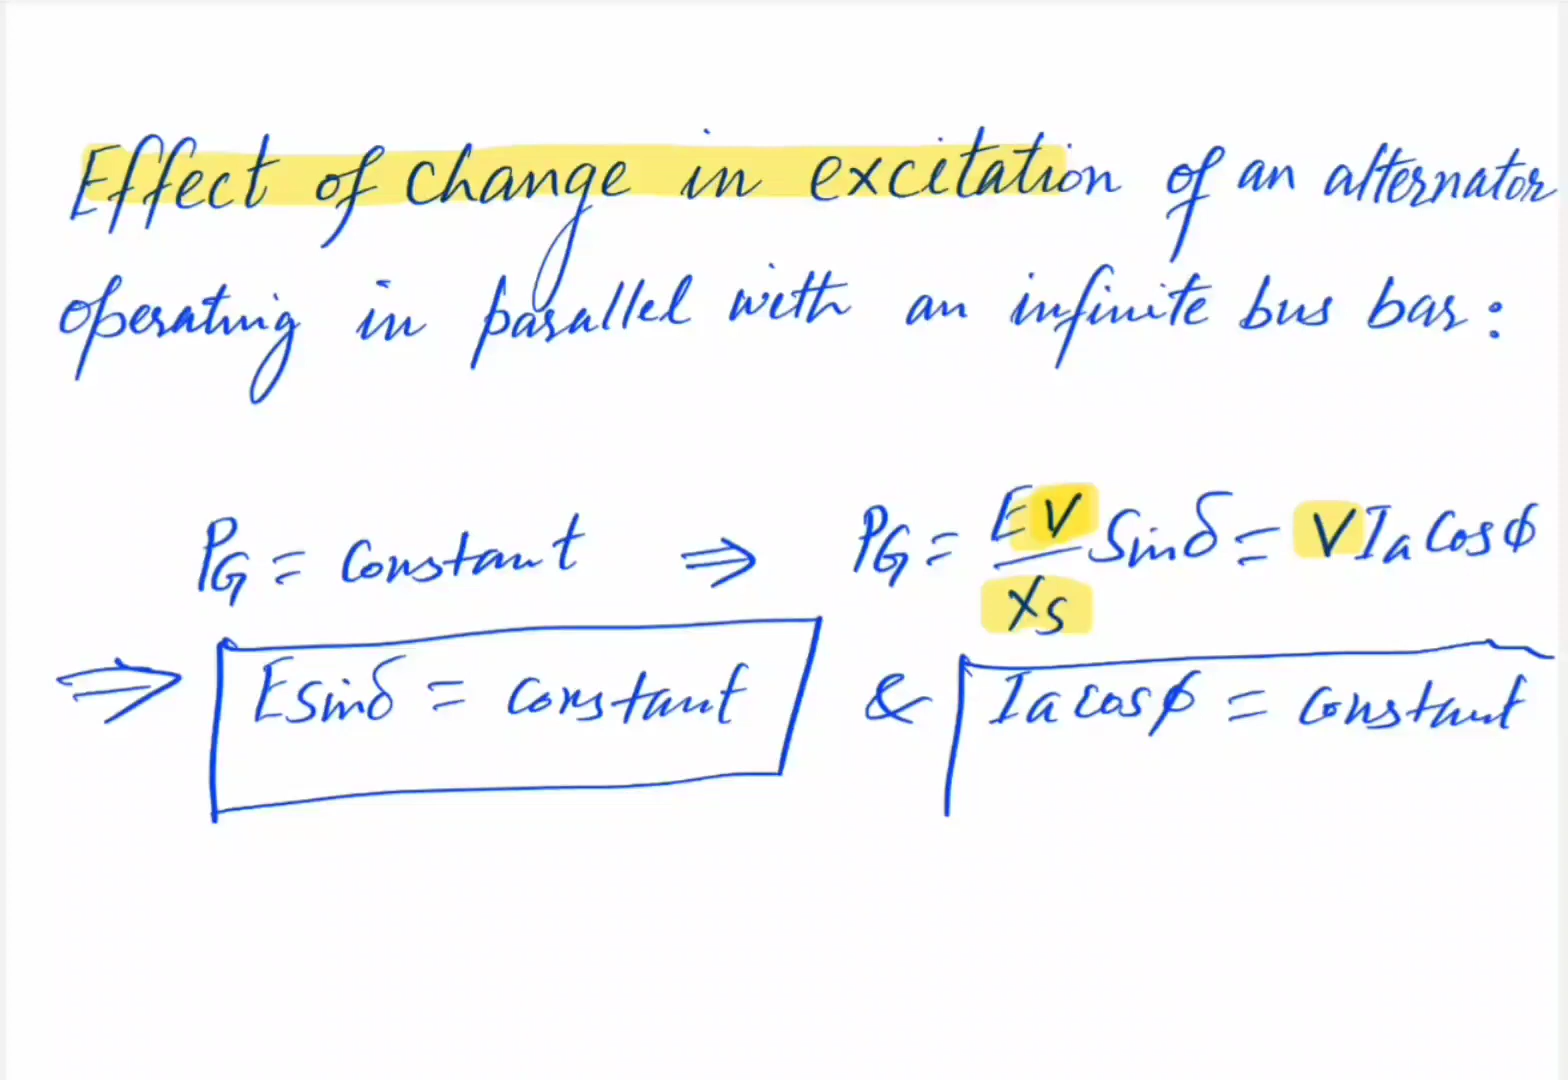 Effect of change in excitation of an alternator
operating in parallel with an infinite bus bar :
PG = Constant ⇒ PG = EV/Xs Sinδ = VIa Cosϕ
⇒ Esinδ = constant & Ia cosϕ = constant